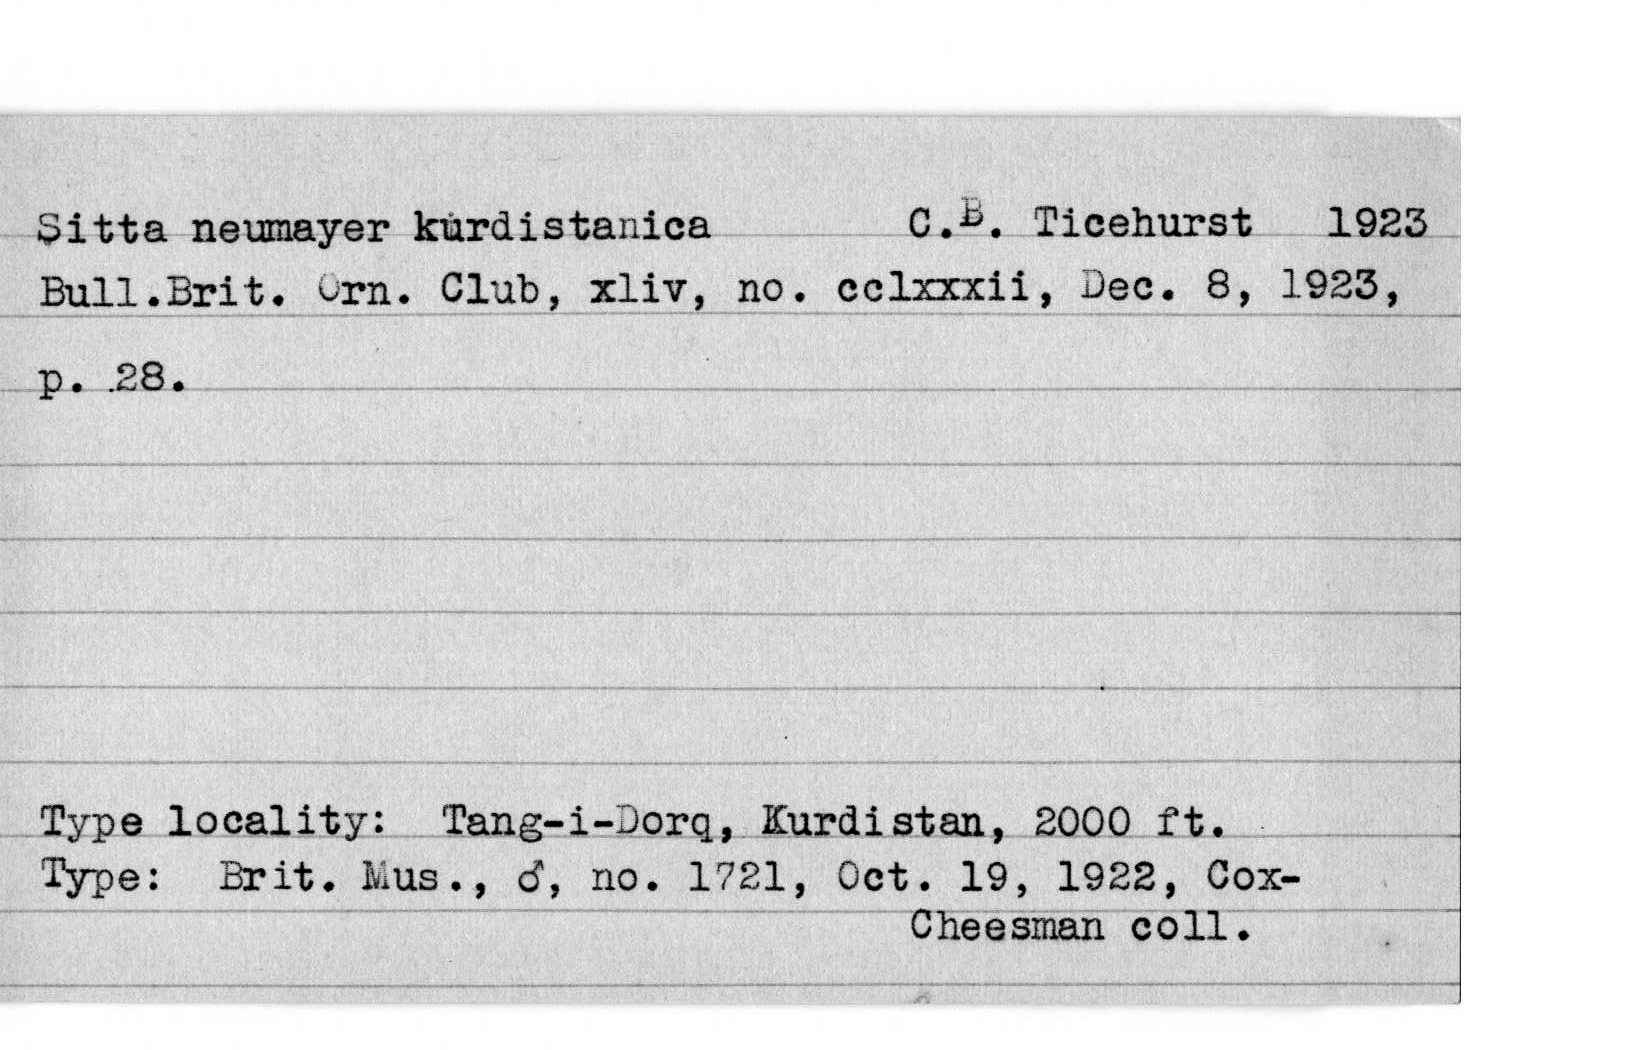 Sitta neumayer kurdistanica C.B. Ticehurst 1923
Bull.Brit. Orn. Club, xliv, no. cclxxxii, Dec. 8, 1923,
p. 28.
Type locality: Tang-i-Dorq, Kurdistan, 2000 ft.
Type: Brit. Mus., ♂, no. 1721, Oct. 19, 1922, Cox-
Cheesman coll.